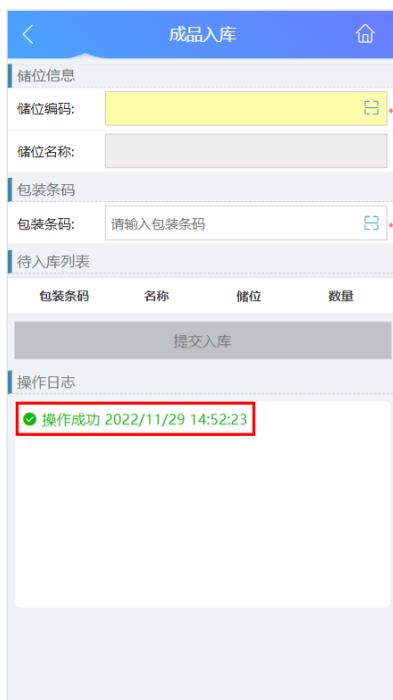 成品入库
储位信息
储位编码: *
储位名称:
包装条码
包装条码: 请输入包装条码 *
待入库列表
包装条码 名称 储位 数量
提交入库
操作日志
操作成功 2022/11/29 14:52:23